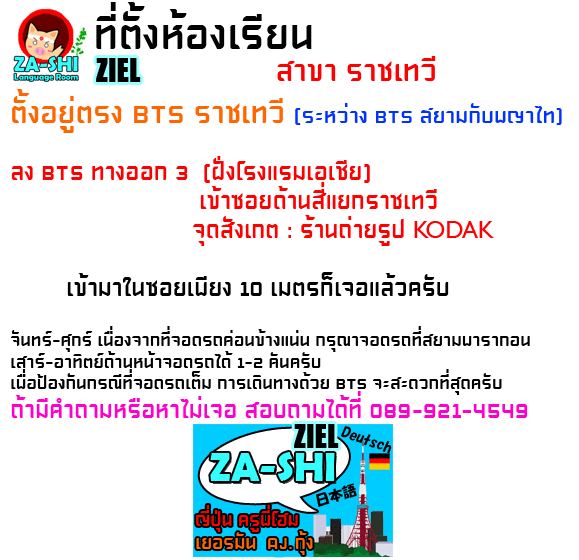 ที่ตั้งห้องเรียน
ZA-SHI
Language Room
ZIEL
สาขา ราชเทวี
ตั้งอยู่ตรง BTS ราชเทวี (ระหว่าง BTS สยามกับพญาไท)
ลง BTS ทางออก 3 (ฝั่งโรงแรมเอเชีย)
เข้าซอยด้านสี่แยกราชเทวี
จุดสังเกต : ร้านถ่ายรูป KODAK
เข้ามาในซอยเพียง 10 เมตรก็เจอแล้วครับ
จันทร์-ศุกร์ เนื่องจากที่จอดรถค่อนข้างแน่น กรุณาจอดรถที่สยามพารากอน
เสาร์-อาทิตย์ด้านหน้าจอดรถได้ 1-2 คันครับ
เพื่อป้องกันกรณีที่จอดรถเต็ม การเดินทางด้วย BTS จะสะดวกที่สุดครับ
ถ้ามีคำถามหรือหาไม่เจอ สอบถามได้ที่ 089-921-4549
ZIEL
Deutsch
ZA-SHI
日本語
ญี่ปุ่น ครูพี่โฮม
เยอรมัน อ.กุ้ง